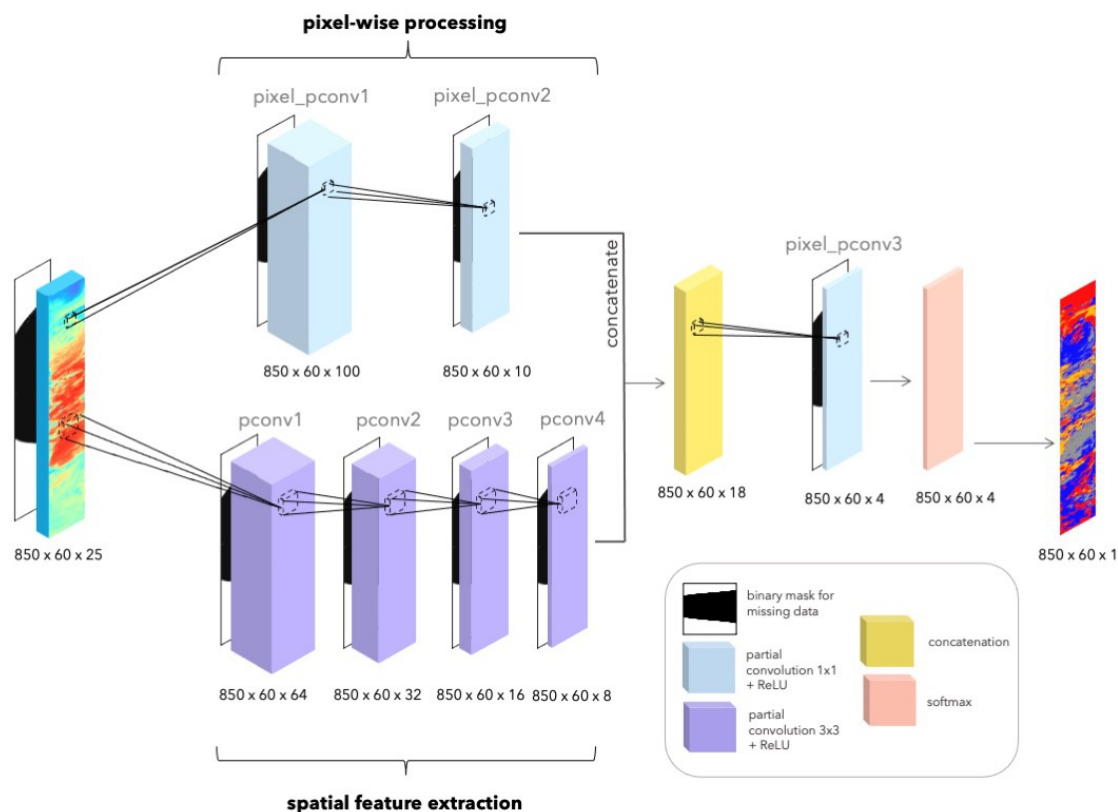 pixel-wise processing
pixel_pconv1
pixel_pconv2
850 x 60 x 100
850 x 60 x 10
concatenate
850 x 60 x 25
pconv1
pconv2
pconv3
pconv4
850 x 60 x 64
850 x 60 x 32
850 x 60 x 16
850 x 60 x 8
spatial feature extraction
850 x 60 x 18
pixel_pconv3
850 x 60 x 4
850 x 60 x 4
850 x 60 x 1
binary mask for
missing data
partial
convolution 1x1
+ ReLU
partial
convolution 3x3
+ ReLU
concatenation
softmax